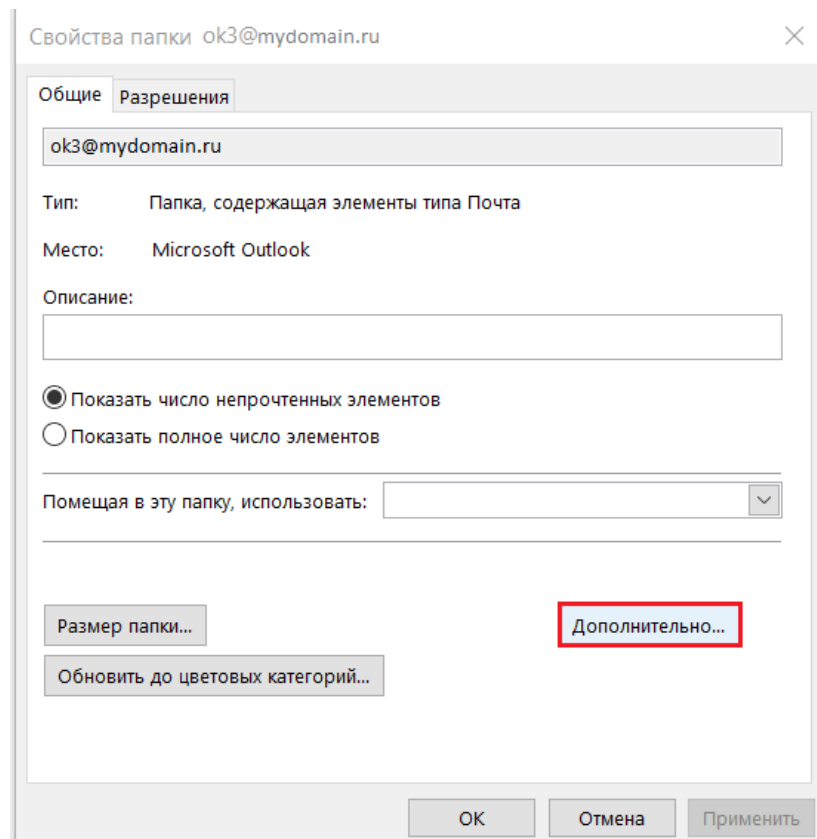 Свойства папки ok3@mydomain.ru
Общие Разрешения
ok3@mydomain.ru
Тип: Папка, содержащая элементы типа Почта
Место: Microsoft Outlook
Описание:
Показать число непрочтенных элементов
Показать полное число элементов
Помещая в эту папку, использовать:
Размер папки... Дополнительно...
Обновить до цветовых категорий...
ОК Отмена Применить